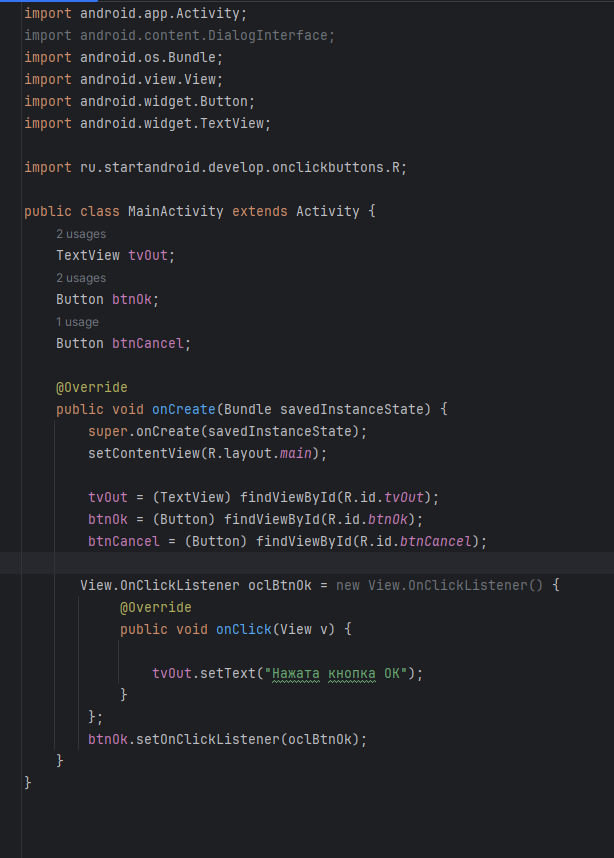 import android.app.Activity;
import android.content.DialogInterface;
import android.os.Bundle;
import android.view.View;
import android.widget.Button;
import android.widget.TextView;
import ru.startandroid.develop.onclickbuttons.R;
public class MainActivity extends Activity {
2 usages
TextView tvOut;
2 usages
Button btnOk;
1 usage
Button btnCancel;
@Override
public void onCreate(Bundle savedInstanceState) {
super.onCreate(savedInstanceState);
setContentView(R.layout.main);
tvOut = (TextView) findViewById(R.id.tvOut);
btnOk = (Button) findViewById(R.id.btnOk);
btnCancel = (Button) findViewById(R.id.btnCancel);
View.OnClickListener oclBtnOk = new View.OnClickListener() {
@Override
public void onClick(View v) {
tvOut.setText("Нажата кнопка ОК");
}
};
btnOk.setOnClickListener(oclBtnOk);
}
}